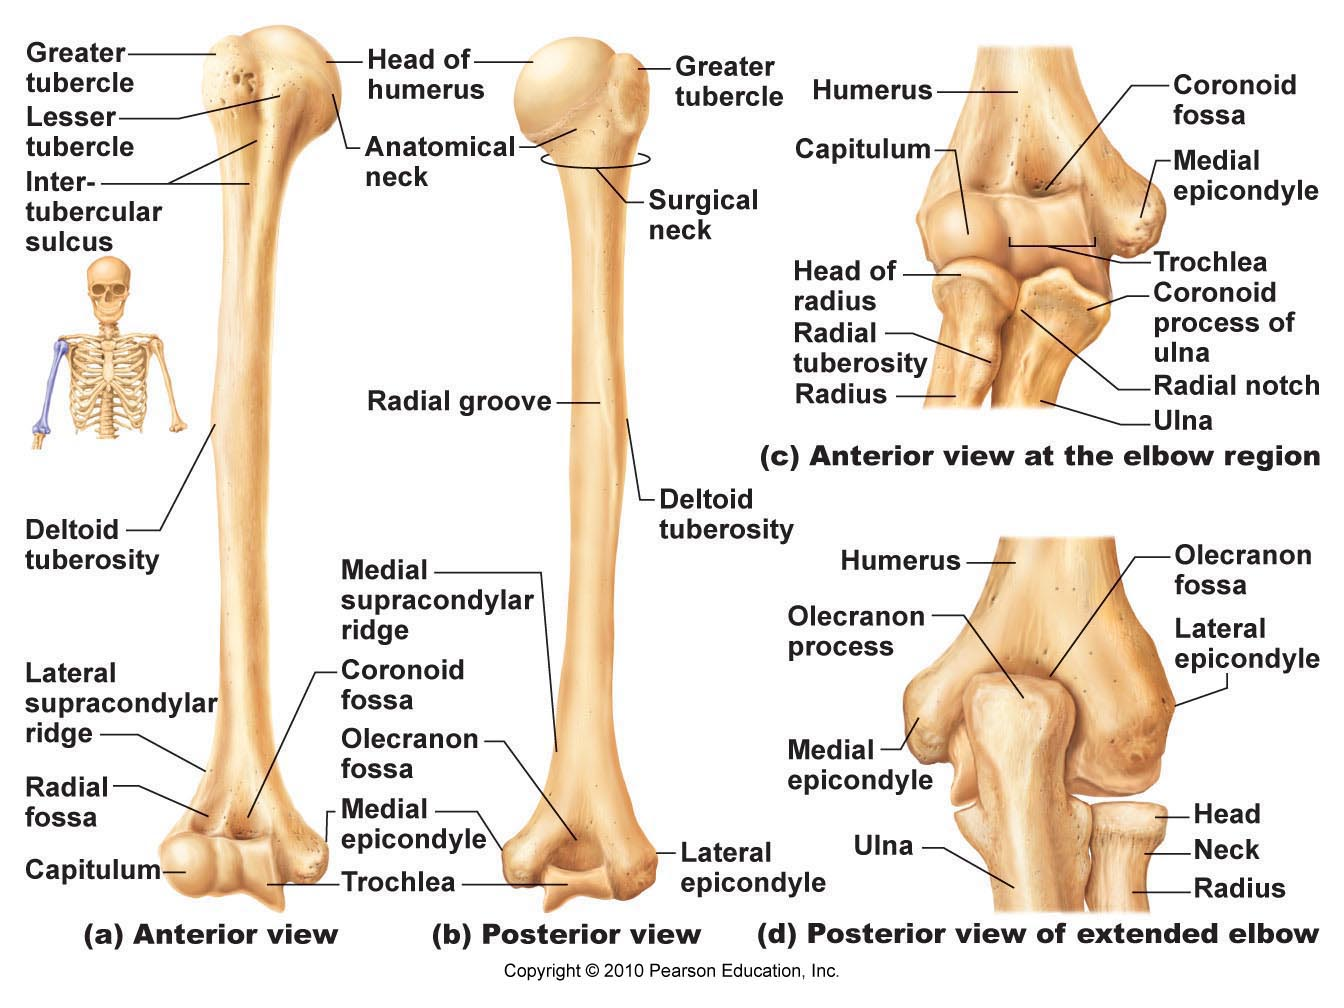 Greater
tubercle
Lesser
tubercle
Inter-
tubercular
sulcus
Deltoid
tuberosity
Lateral
supracondylar
ridge
Radial
fossa
Capitulum
(a) Anterior view
Head of
humerus
Anatomical
neck
Coronoid
fossa
Greater
tubercle
Surgical
neck
Radial groove
Deltoid
tuberosity
Medial
supracondylar
ridge
Olecranon
fossa
Medial
epicondyle
Trochlea
Lateral
epicondyle
(b) Posterior view
Humerus
Capitulum
Head of
radius
Radial
tuberosity
Radius
Coronoid
fossa
Medial
epicondyle
Trochlea
Coronoid
process of
ulna
Radial notch
Ulna
(c) Anterior view at the elbow region
Humerus
Olecranon
process
Medial
epicondyle
Ulna
Olecranon
fossa
Lateral
epicondyle
Head
Neck
Radius
(d) Posterior view of extended elbow
Copyright © 2010 Pearson Education, Inc.